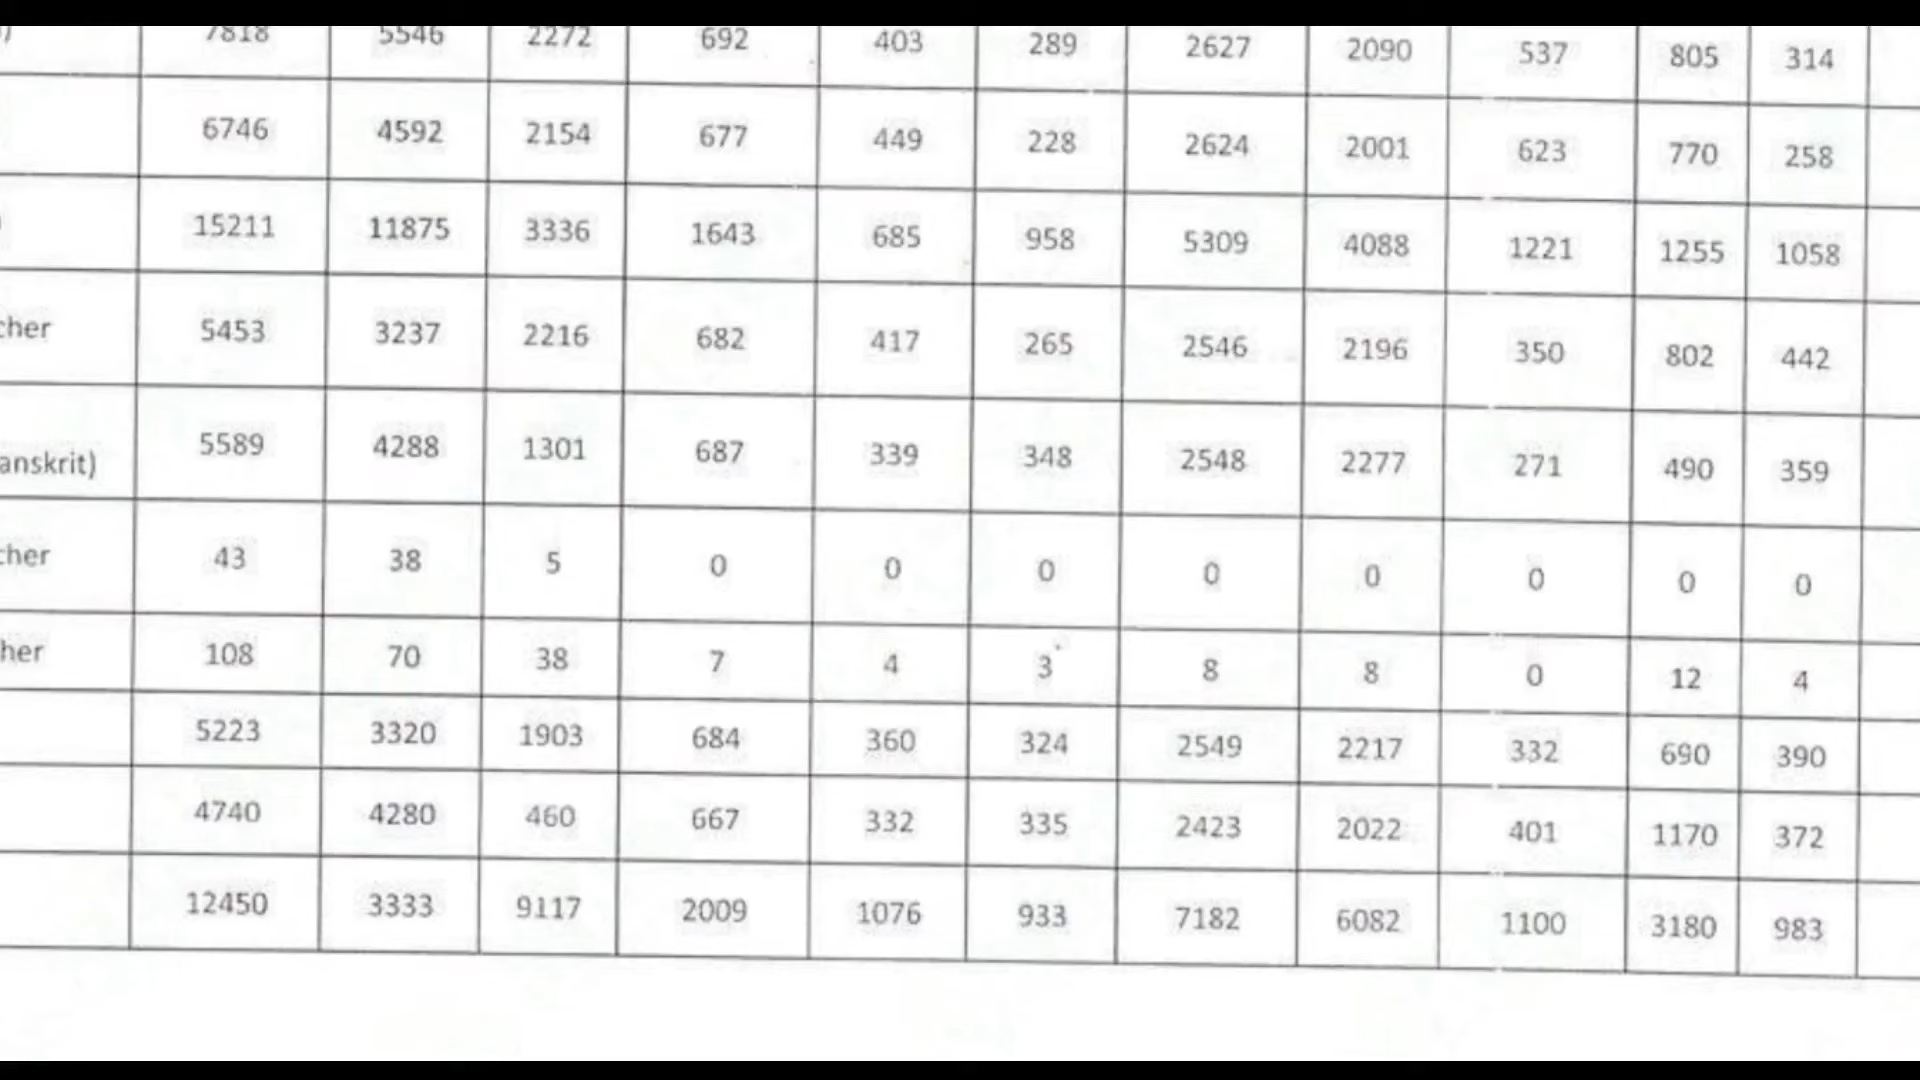 7818 5546 2272 692 403 289 2627 2090 537 805 314
6746 4592 2154 677 449 228 2624 2001 623 770 258
15211 11875 3336 1643 685 958 5309 4088 1221 1255 1058
cher 5453 3237 2216 682 417 265 2546 2196 350 802 442
anskrit) 5589 4288 1301 687 339 348 2548 2277 271 490 359
cher 43 38 5 0 0 0 0 0 0 0 0
her 108 70 38 7 4 3 8 8 0 12 4
5223 3320 1903 684 360 324 2549 2217 332 690 390
4740 4280 460 667 332 335 2423 2022 401 1170 372
12450 3333 9117 2009 1076 933 7182 6082 1100 3180 983